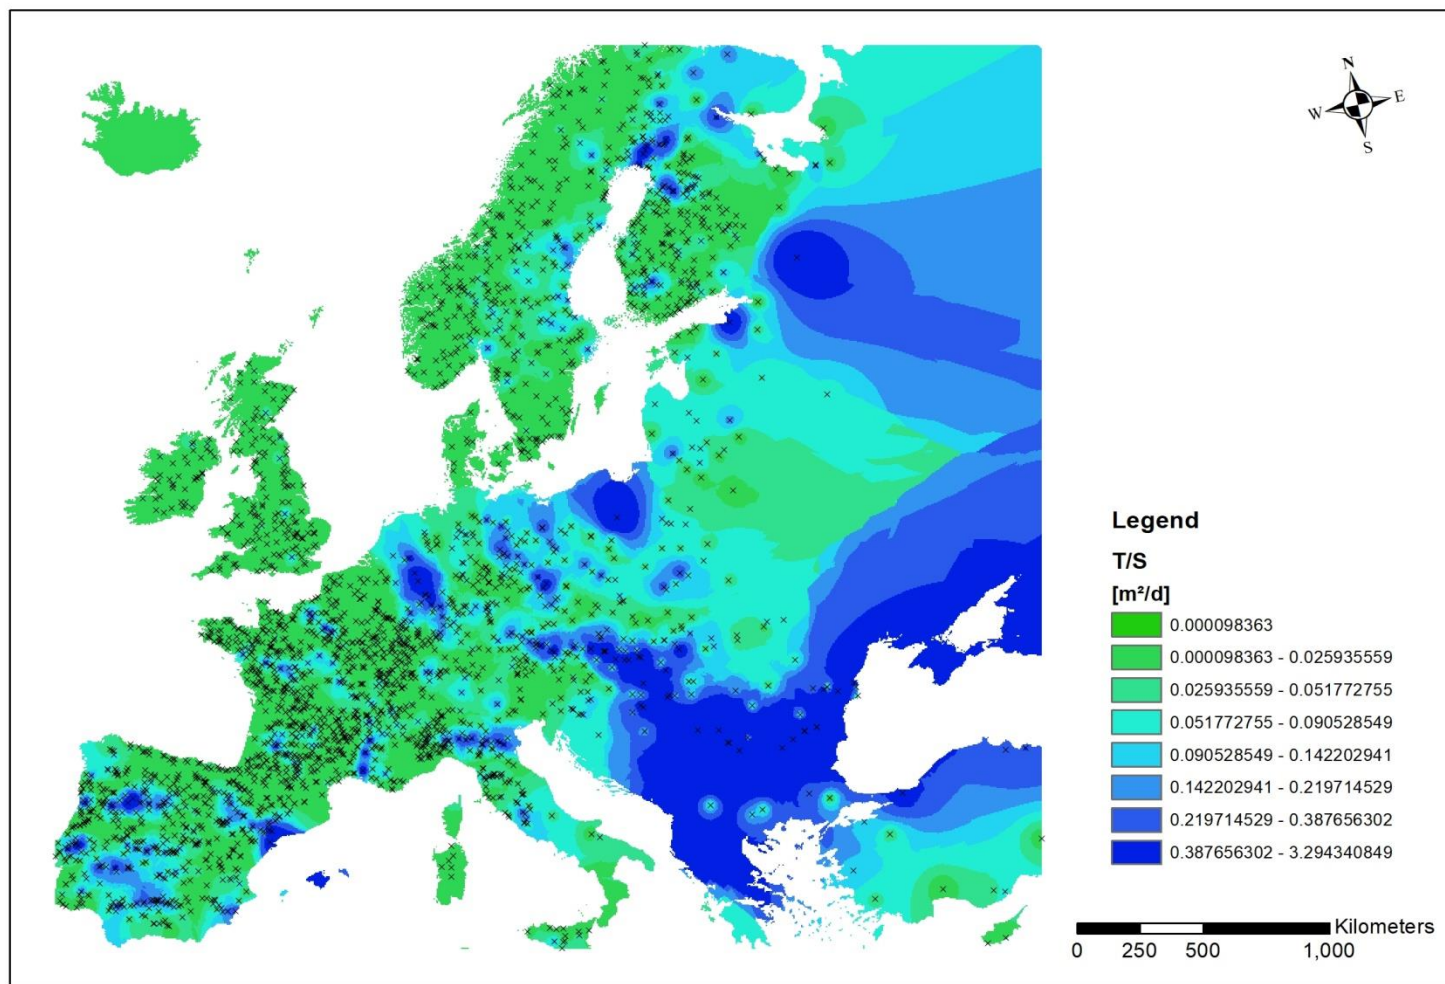 N
W E
S
Legend
T/S
[m²/d]
0.000098363
0.000098363 - 0.025935559
0.025935559 - 0.051772755
0.051772755 - 0.090528549
0.090528549 - 0.142202941
0.142202941 - 0.219714529
0.219714529 - 0.387656302
0.387656302 - 3.294340849
Kilometers
0 250 500 1,000